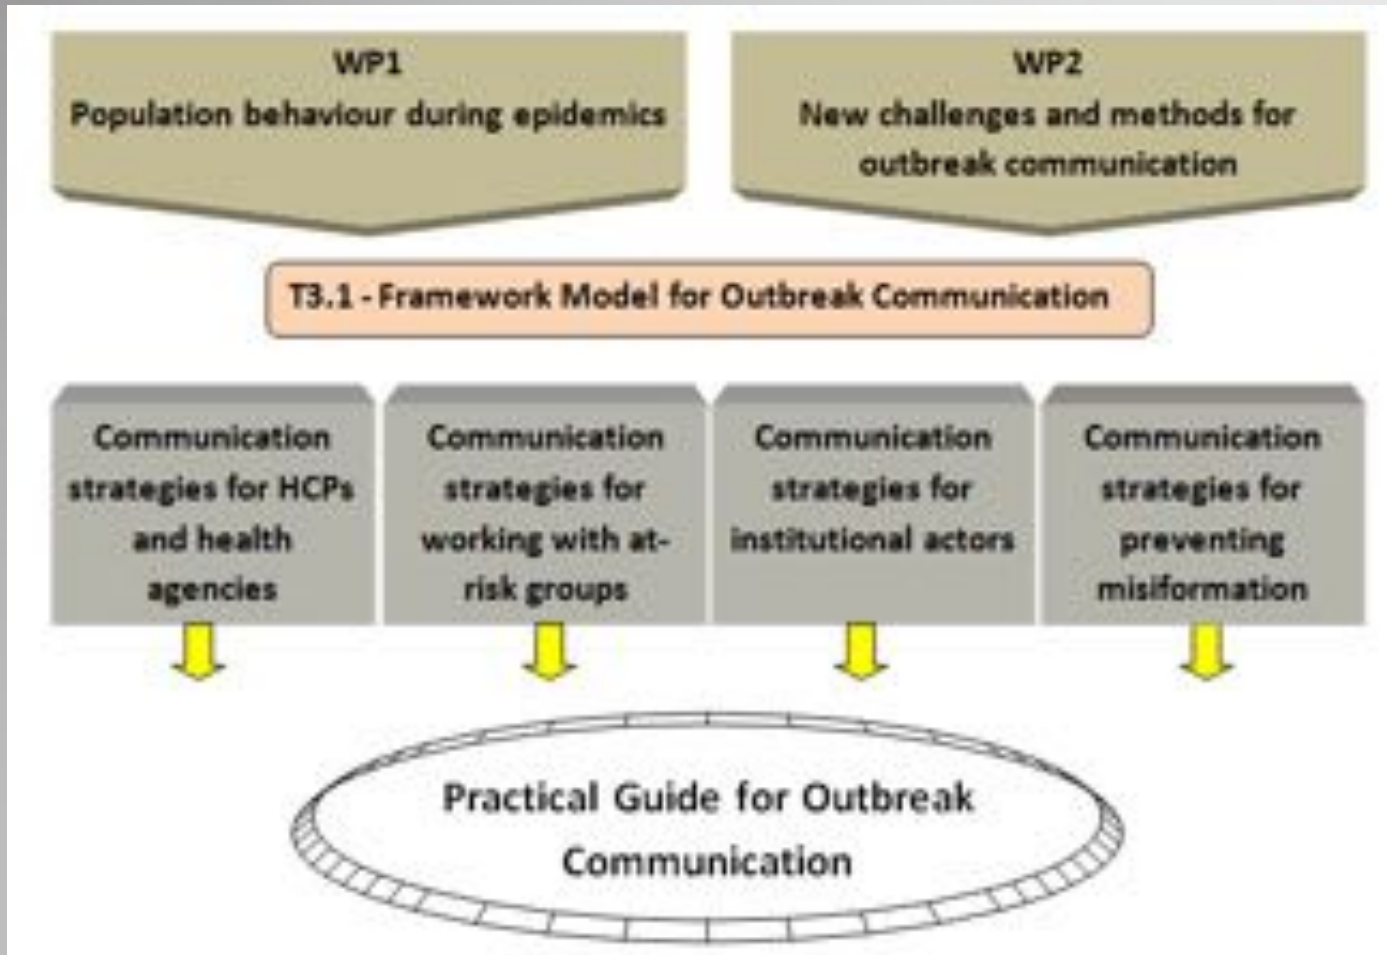 WP1
Population behaviour during epidemics
WP2
New challenges and methods for
outbreak communication
T3.1 - Framework Model for Outbreak Communication
Communication
strategies for HCPs
and health
agencies
Communication
strategies for
working with at-
risk groups
Communication
strategies for
institutional actors
Communication
strategies for
preventing
misiformation
Practical Guide for Outbreak
Communication